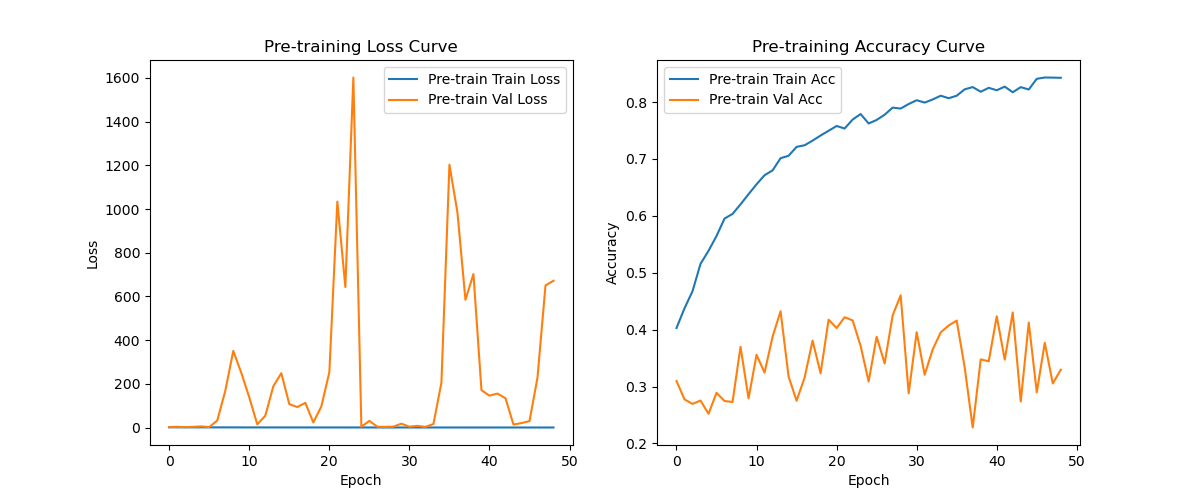 Pre-training Loss Curve
Loss
1600
1400
1200
1000
800
600
400
200
0
Pre-train Train Loss
Pre-train Val Loss
0 10 20 30 40 50
Epoch
Pre-training Accuracy Curve
Accuracy
0.8
0.7
0.6
0.5
0.4
0.3
0.2
Pre-train Train Acc
Pre-train Val Acc
0 10 20 30 40 50
Epoch